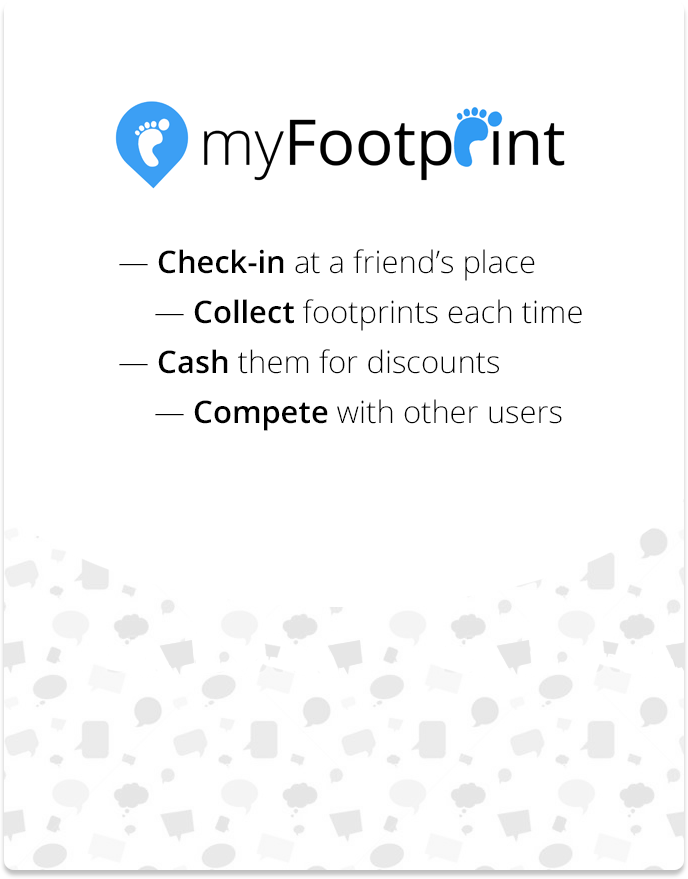 myFootprint
— Check-in at a friend’s place
— Collect footprints each time
— Cash them for discounts
— Compete with other users